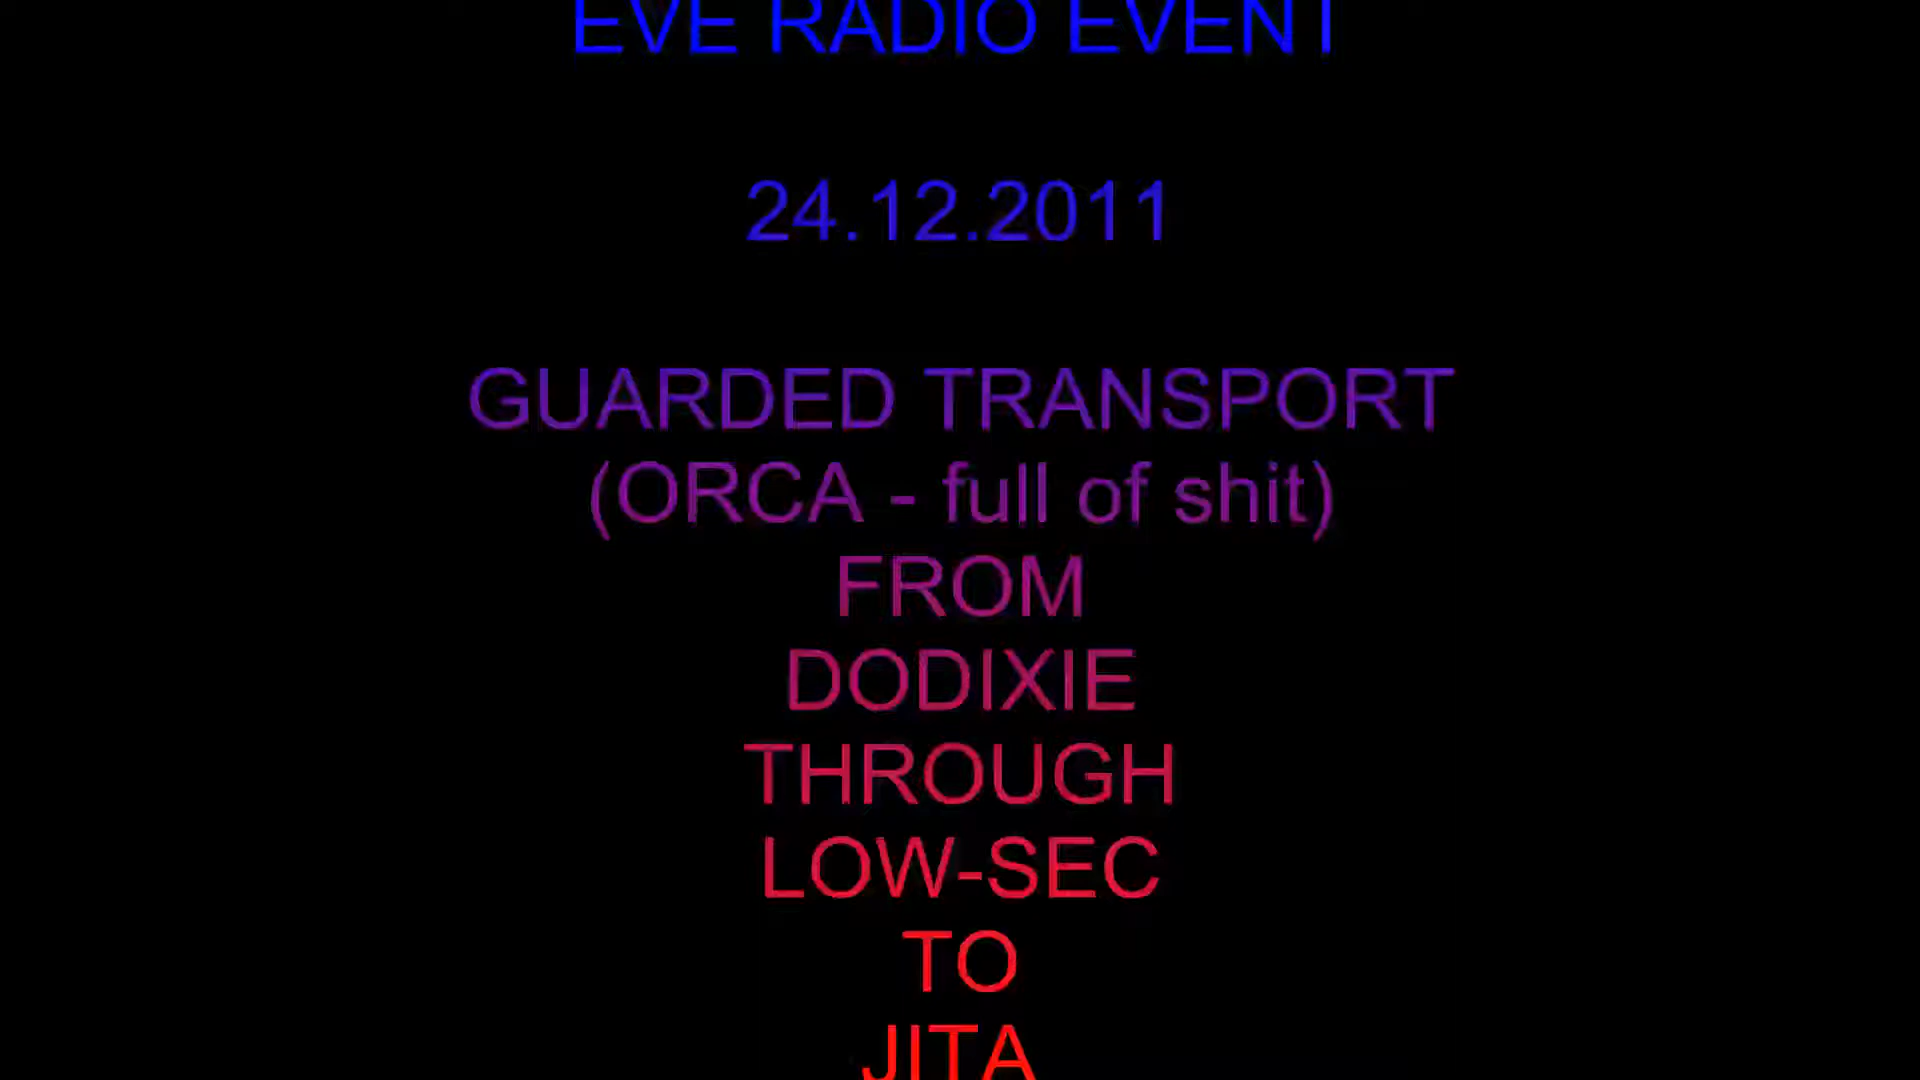 EVE RADIO EVENT
24.12.2011
GUARDED TRANSPORT
(ORCA - full of shit)
FROM
DODIXIE
THROUGH
LOW-SEC
TO
JITA